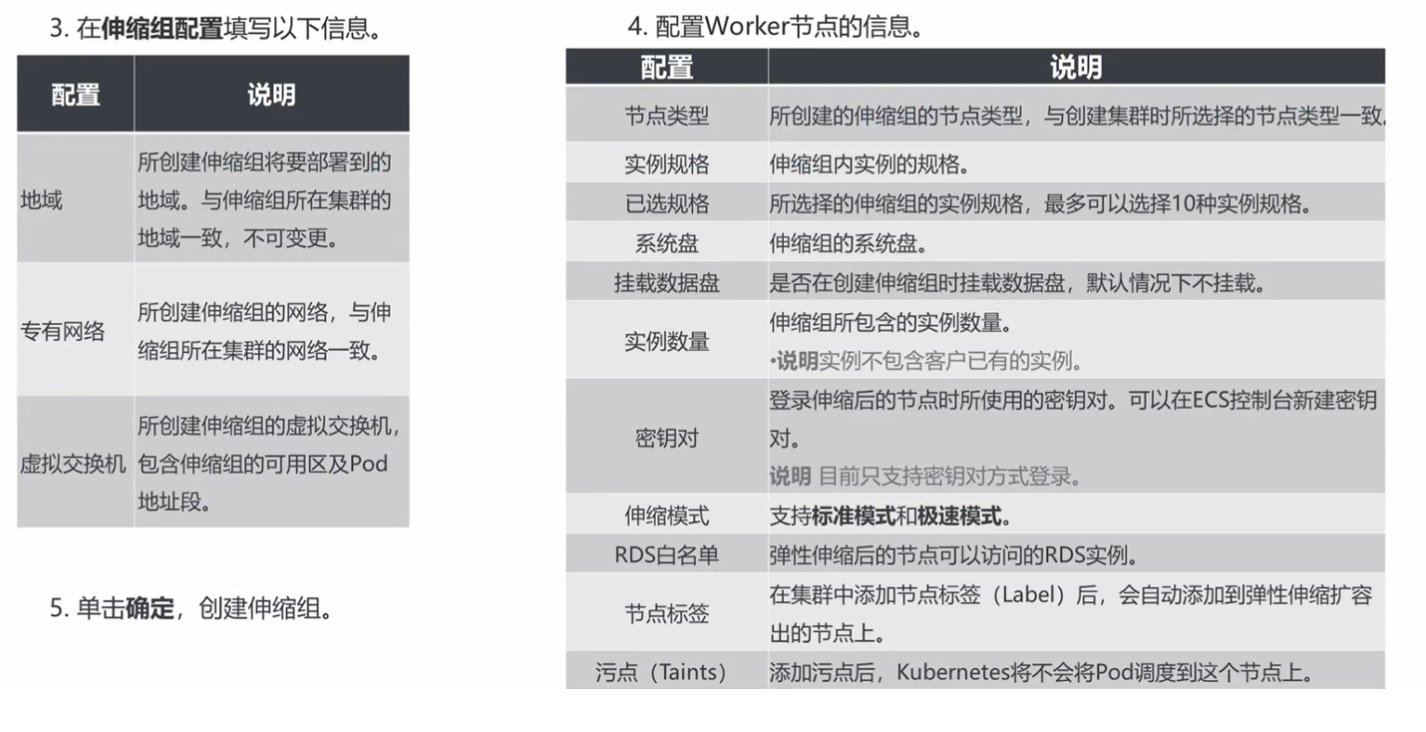 3. 在伸缩组配置填写以下信息。
配置 说明
地域
所创建伸缩组将要部署到的
地域。与伸缩组所在集群的
地域一致，不可变更。
专有网络
所创建伸缩组的网络，与伸
缩组所在集群的网络一致。
虚拟交换机
所创建伸缩组的虚拟交换机，
包含伸缩组的可用区及Pod
地址段。
5. 单击确定，创建伸缩组。
4. 配置Worker节点的信息。
配置 说明
节点类型 所创建的伸缩组的节点类型，与创建集群时所选择的节点类型一致。
实例规格 伸缩组内实例的规格。
已选规格 所选择的伸缩组的实例规格，最多可以选择10种实例规格。
系统盘 伸缩组的系统盘。
挂载数据盘 是否在创建伸缩组时挂载数据盘，默认情况下不挂载。
实例数量
伸缩组所包含的实例数量。
•说明实例不包含客户已有的实例。
密钥对
登录伸缩后的节点时所使用的密钥对。可以在ECS控制台新建密钥
对。
说明 目前只支持密钥对方式登录。
伸缩模式 支持标准模式和极速模式。
RDS白名单 弹性伸缩后的节点可以访问的RDS实例。
节点标签
在集群中添加节点标签（Label）后，会自动添加到弹性伸缩扩容
出的节点上。
污点（Taints） 添加污点后，Kubernetes将不会将Pod调度到这个节点上。